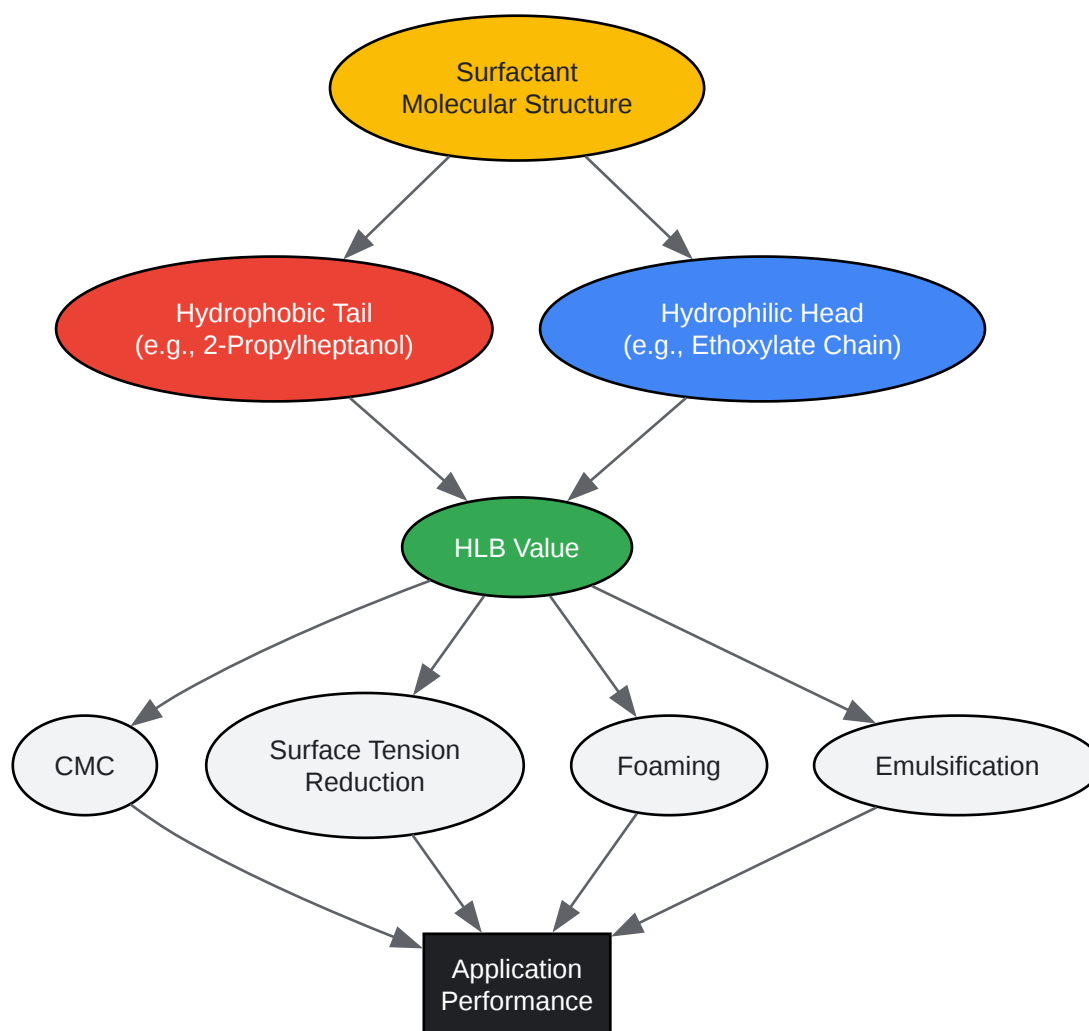 Surfactant
Molecular Structure
Hydrophobic Tail
(e.g., 2-Propylheptanol)
Hydrophilic Head
(e.g., Ethoxylate Chain)
HLB Value
CMC
Surface Tension
Reduction
Foaming
Emulsification
Application
Performance